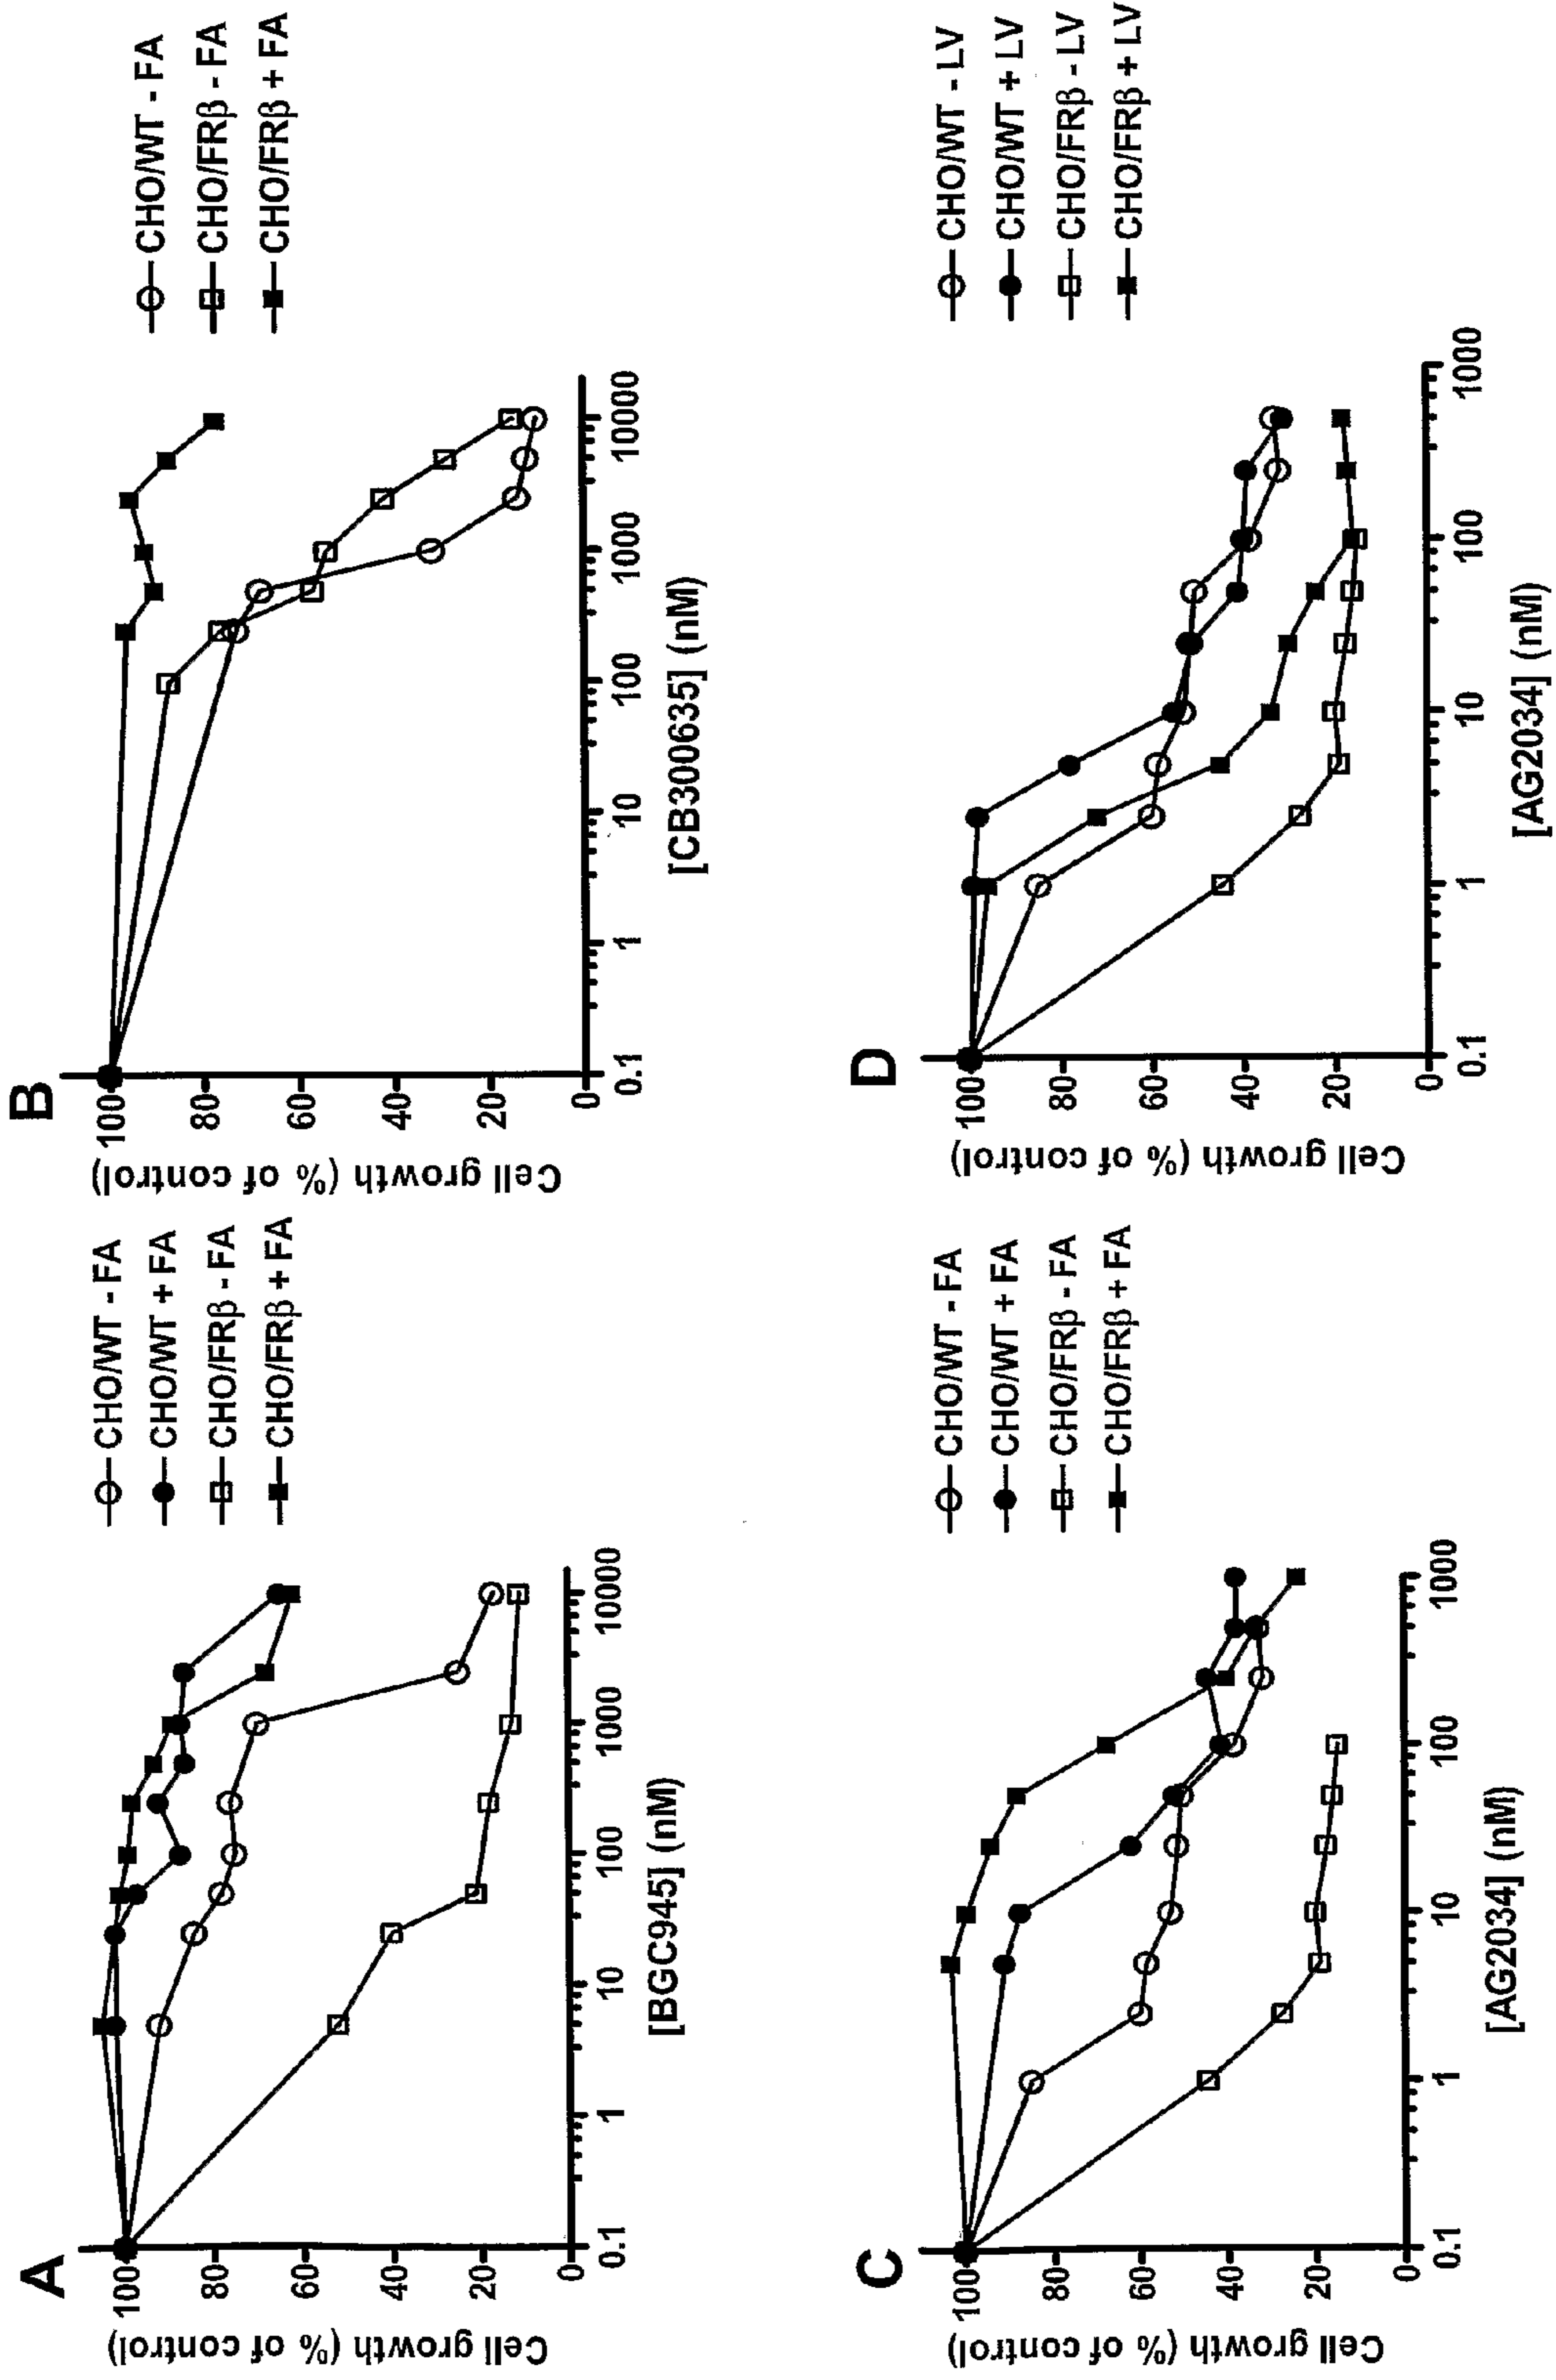 A
Cell growth (% of control)
100
80
60
40
20
0
0.1
1
10
100
1000
10000
[BGC945] (nM)
CHO/WT - FA
CHO/WT + FA
CHO/FRβ - FA
CHO/FRβ + FA
B
Cell growth (% of control)
100
80
60
40
20
0
0.1
1
10
100
1000
10000
[CB300635] (nM)
CHO/WT - FA
CHO/FRβ - FA
CHO/FRβ + FA
C
Cell growth (% of control)
100
80
60
40
20
0
0.1
1
10
100
1000
[AG2034] (nM)
CHO/WT - FA
CHO/WT + FA
CHO/FRβ - FA
CHO/FRβ + FA
D
Cell growth (% of control)
100
80
60
40
20
0
0.1
1
10
100
1000
[AG2034] (nM)
CHO/WT - LV
CHO/WT + LV
CHO/FRβ - LV
CHO/FRβ + LV